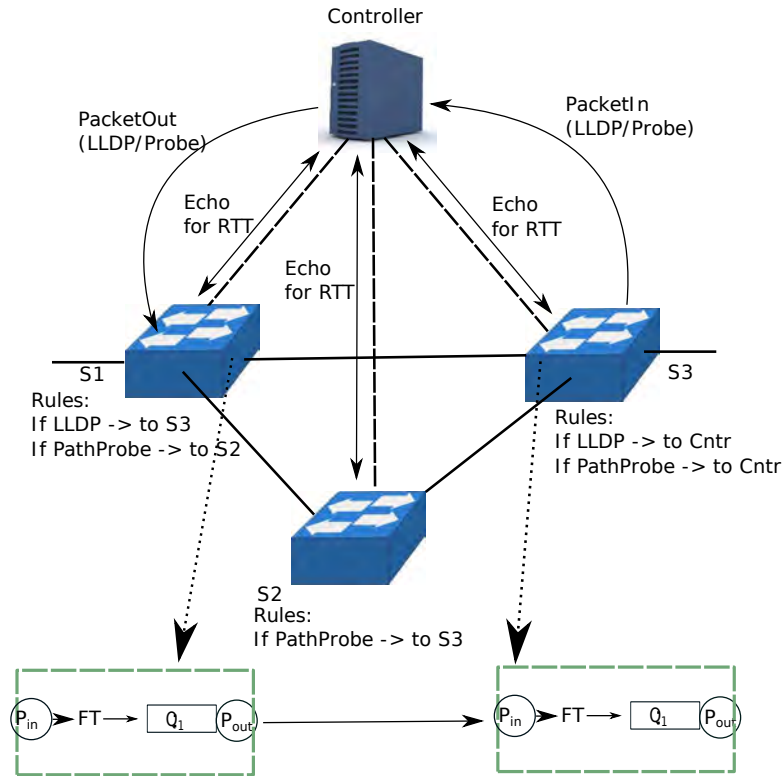 Controller
PacketOut
(LLDP/Probe)
PacketIn
(LLDP/Probe)
Echo
for RTT
Echo
for RTT
Echo
for RTT
S1
Rules:
If LLDP -> to S3
If PathProbe -> to S2
S3
Rules:
If LLDP -> to Cntr
If PathProbe -> to Cntr
S2
Rules:
If PathProbe -> to S3
Pin FT Q1 Pout
Pin FT Q1 Pout